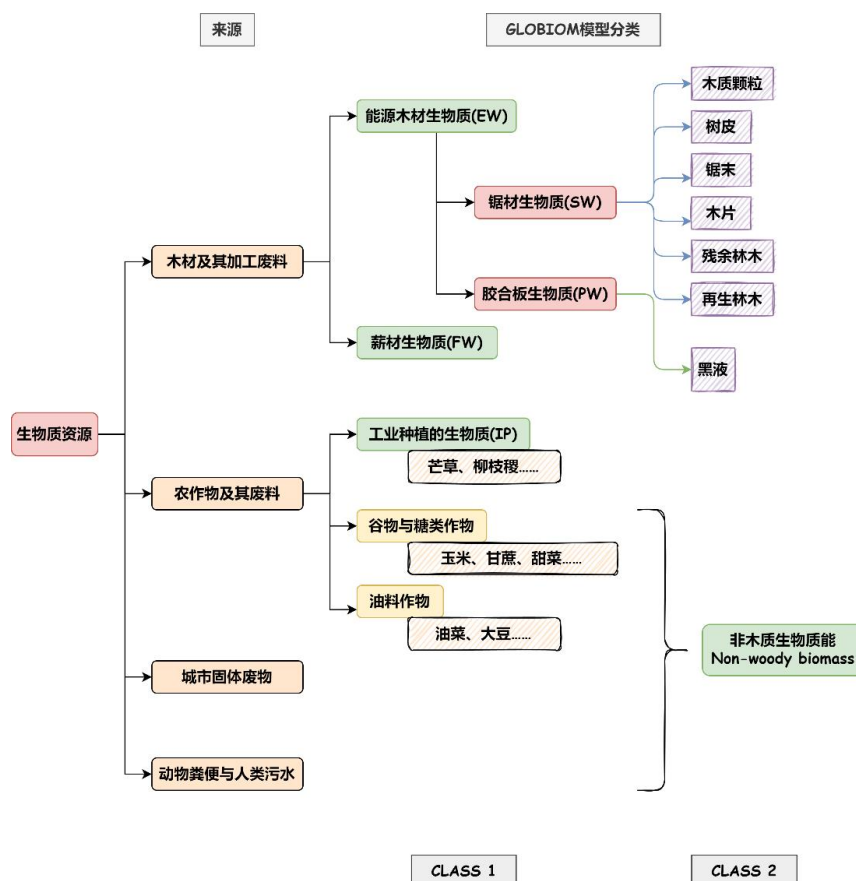 来源
GLOBIOM模型分类
木质颗粒
能源木材生物质(EW)
树皮
锯末
锯材生物质(SW)
木片
木材及其加工废料
残余林木
胶合板生物质(PW)
再生林木
薪材生物质(FW)
黑液
生物质资源
工业种植的生物质(IP)
芒草、柳枝稷……
农作物及其废料
谷物与糖类作物
玉米、甘蔗、甜菜……
油料作物
油菜、大豆……
非木质生物质能
Non-woody biomass
城市固体废物
动物粪便与人类污水
CLASS 1
CLASS 2